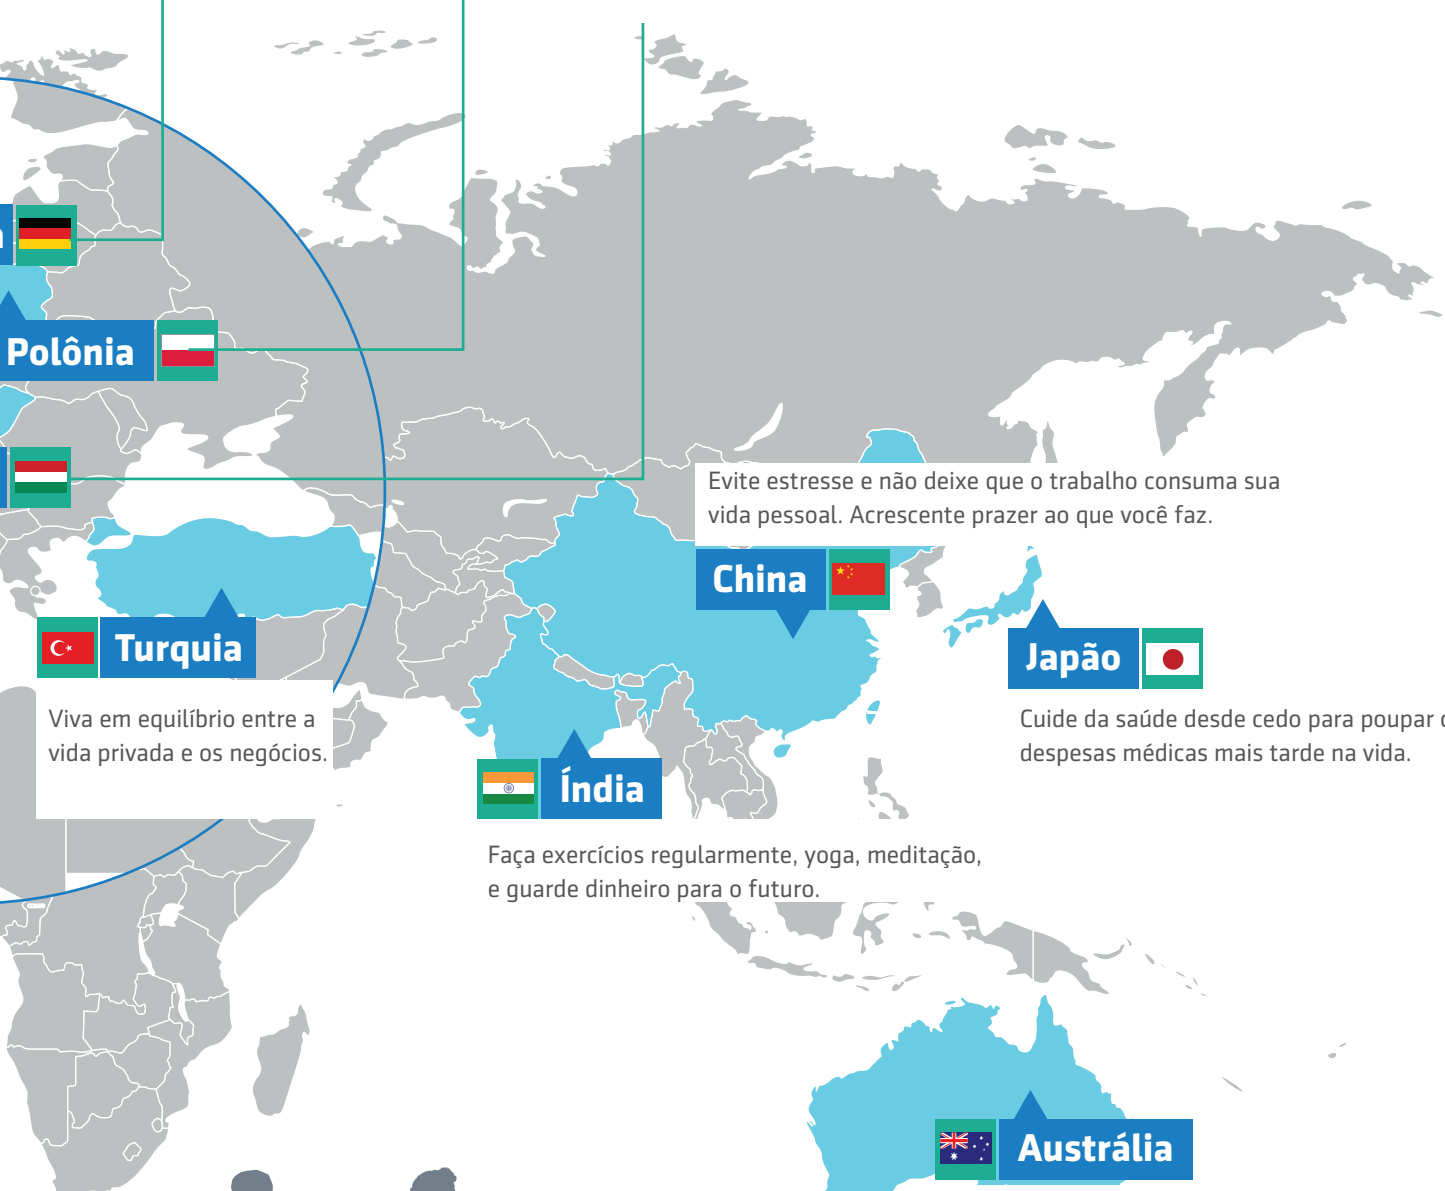 Polônia
Evite estresse e não deixe que o trabalho consuma sua
vida pessoal. Acrescente prazer ao que você faz.
China
Turquia
Japão
Viva em equilíbrio entre a
vida privada e os negócios.
Cuide da saúde desde cedo para poupar
despesas médicas mais tarde na vida.
Índia
Faça exercícios regularmente, yoga, meditação,
e guarde dinheiro para o futuro.
Austrália